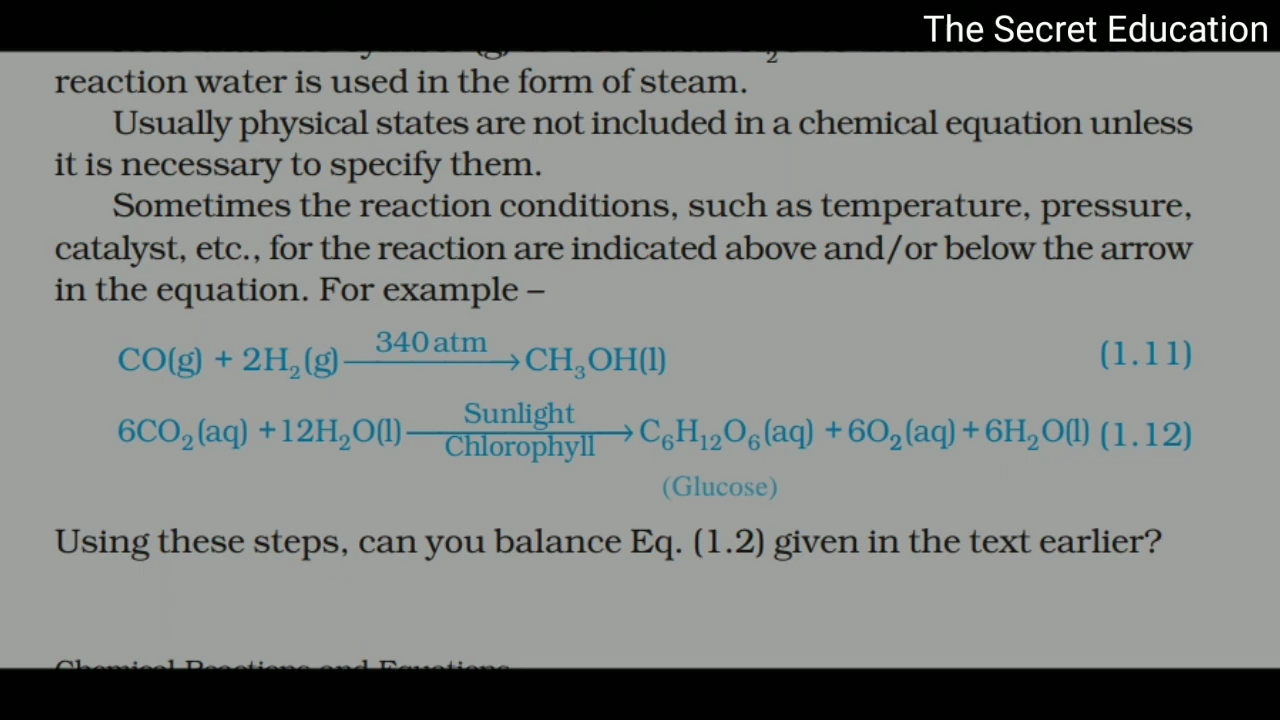 The Secret Education
reaction water is used in the form of steam.
Usually physical states are not included in a chemical equation unless
it is necessary to specify them.
Sometimes the reaction conditions, such as temperature, pressure,
catalyst, etc., for the reaction are indicated above and/or below the arrow
in the equation. For example –
340 atm
CO(g) + 2H₂(g) ⟶ CH₃OH(l) (1.11)
Sunlight
6CO₂(aq) +12H₂O(l) ⟶ C₆H₁₂O₆(aq) +6O₂(aq)+6H₂O(l) (1.12)
Chlorophyll
(Glucose)
Using these steps, can you balance Eq. (1.2) given in the text earlier?
Chemical Reactions and Equations